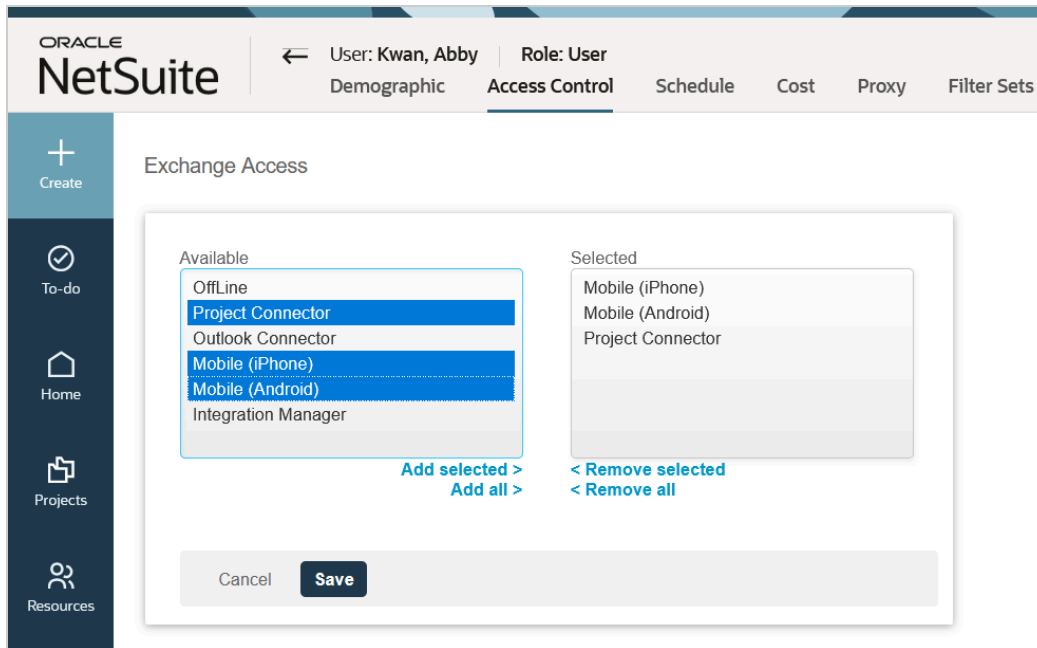 ORACLE
NetSuite
← User: Kwan, Abby Role: User
Demographic Access Control Schedule Cost Proxy Filter Sets
Create
To-do
Home
Projects
Resources
Exchange Access
Available
OffLine
Project Connector
Outlook Connector
Mobile (iPhone)
Mobile (Android)
Integration Manager
Add selected >
Add all >
Selected
Mobile (iPhone)
Mobile (Android)
Project Connector
< Remove selected
< Remove all
Cancel Save